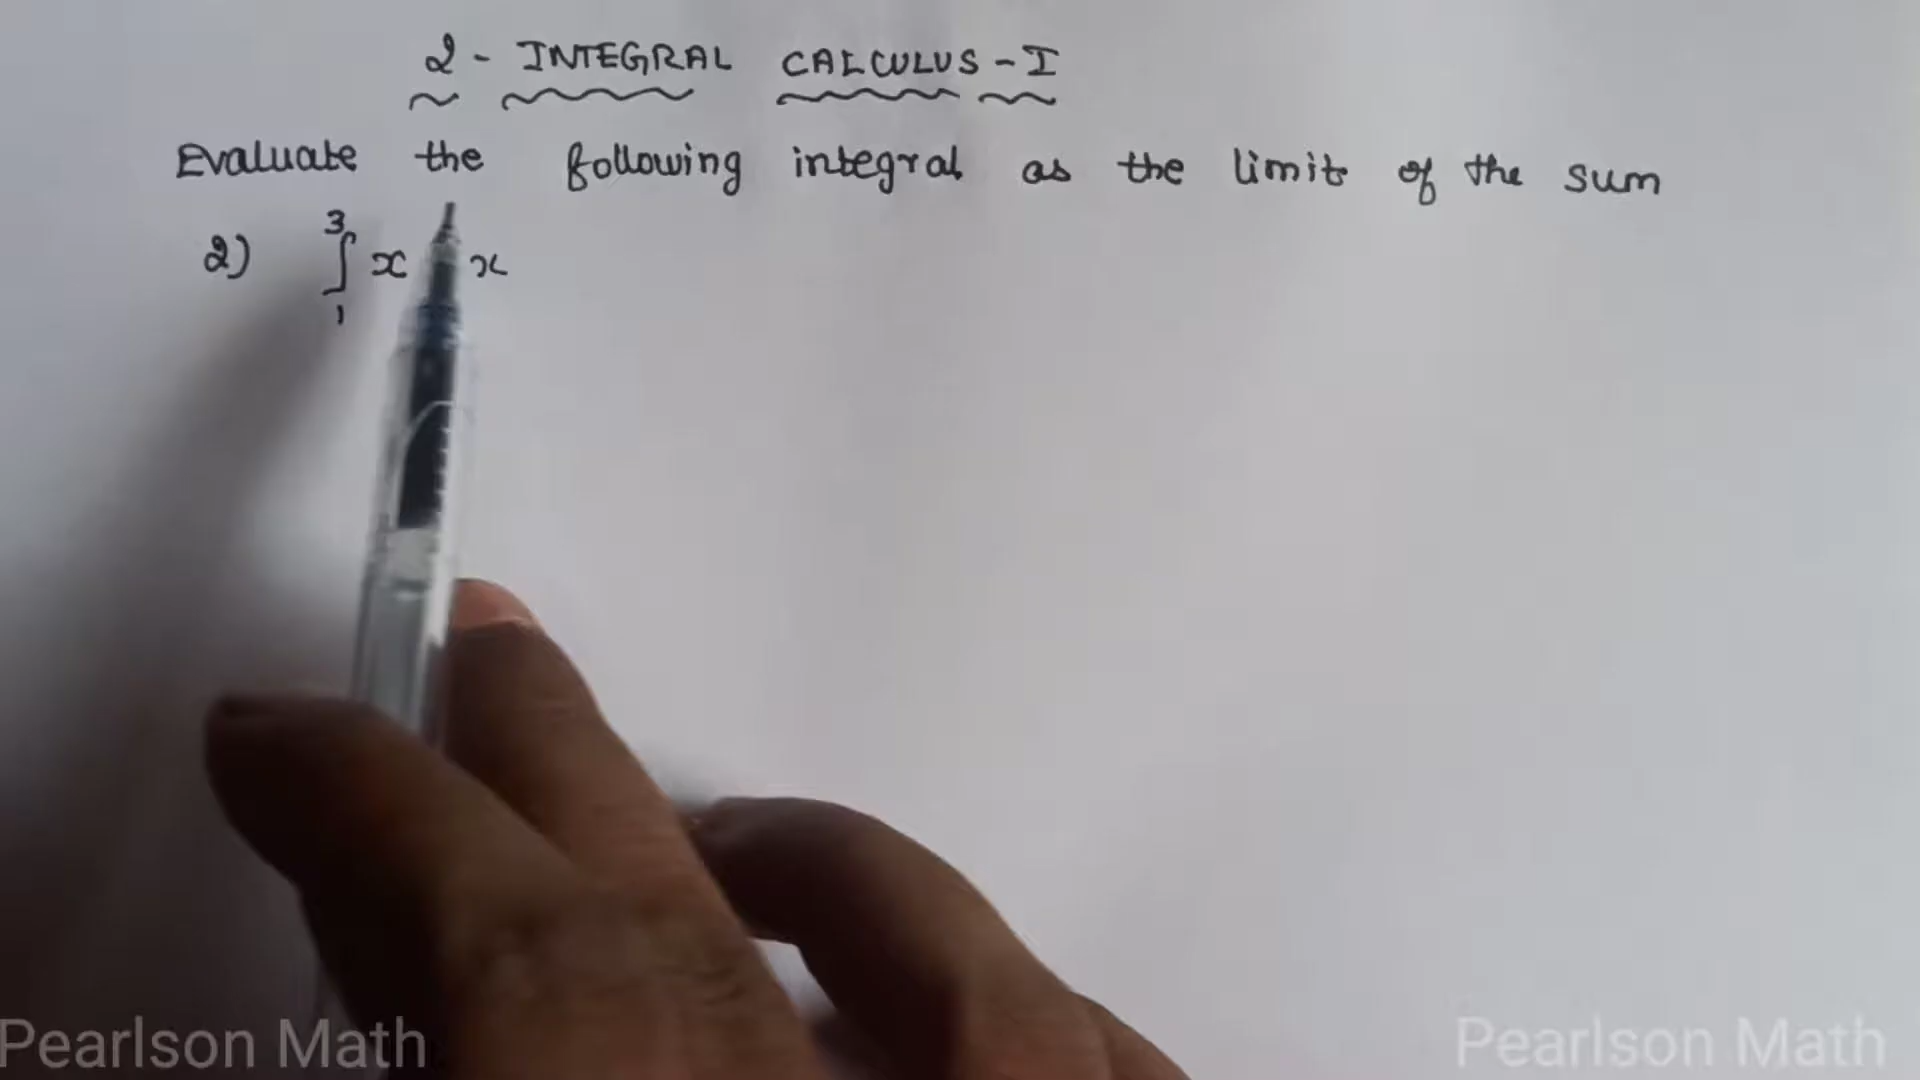 2 - INTEGRAL CALCULUS - I
Evaluate the following integral as the limit of the sum
2) ∫₁³ x x
Pearlson Math Pearlson Math